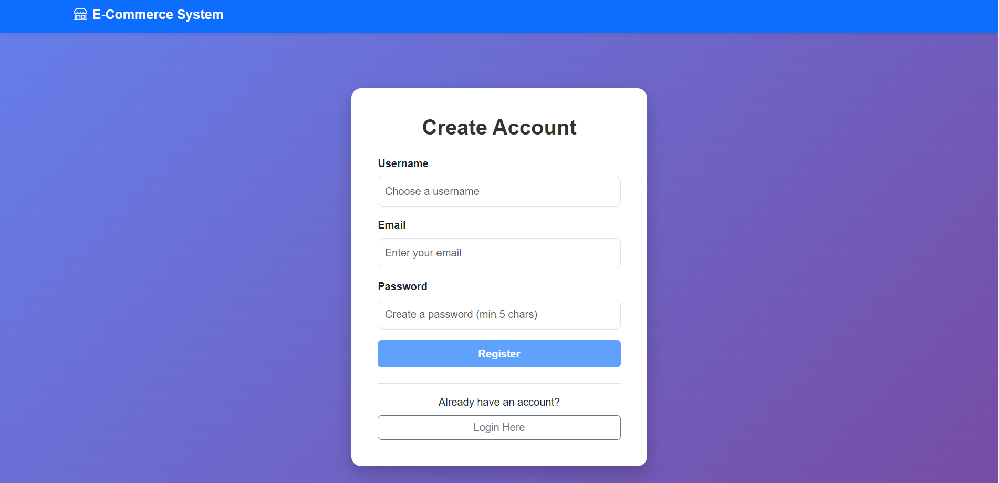 E-Commerce System
Create Account
Username
Choose a username
Email
Enter your email
Password
Create a password (min 5 chars)
Register
Already have an account?
Login Here